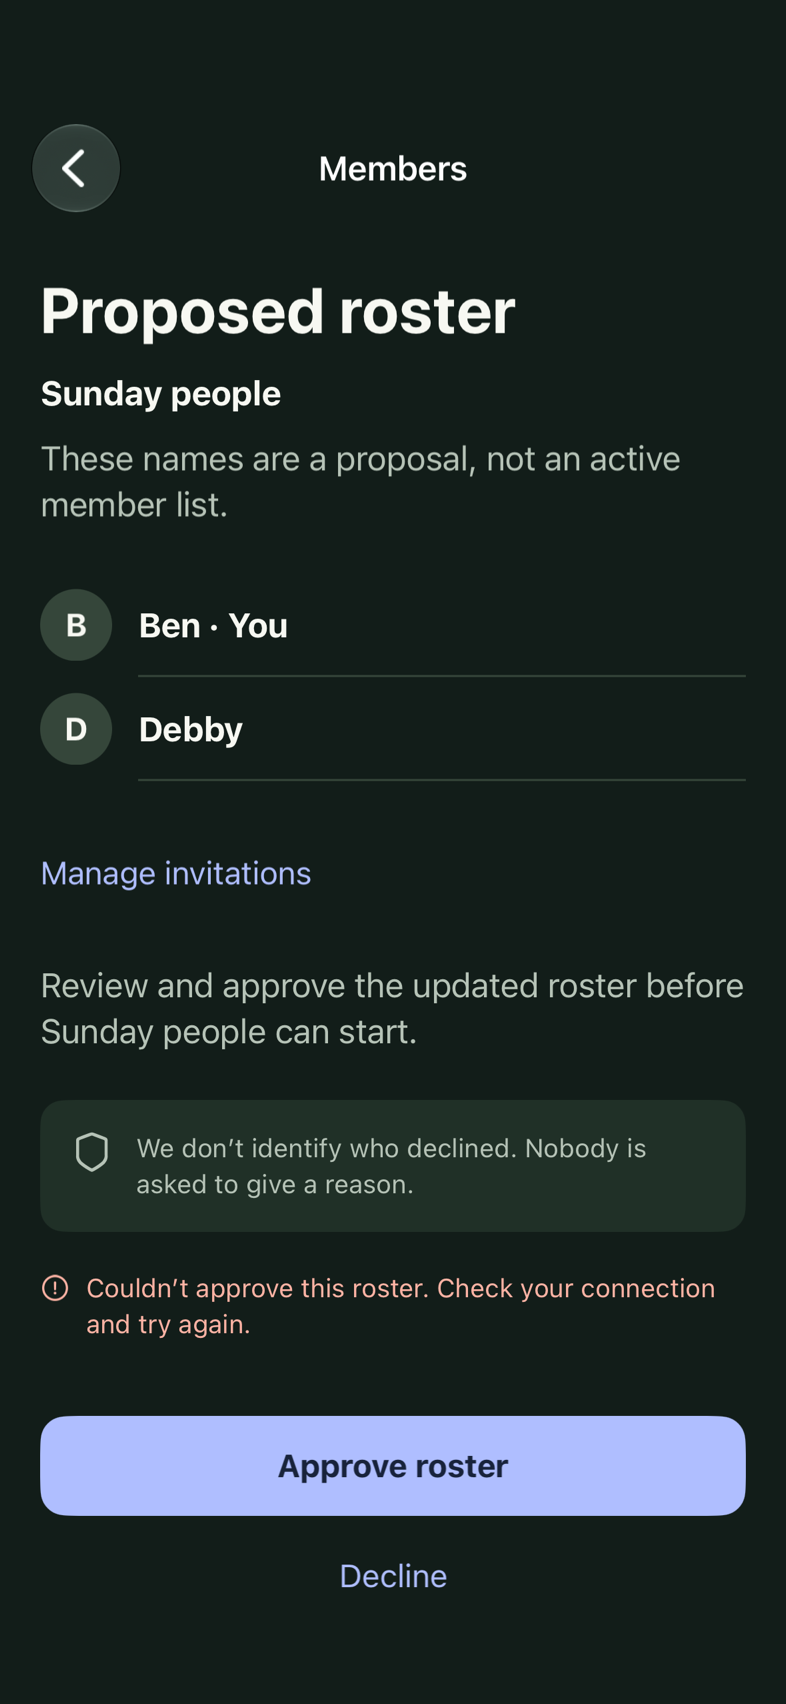 Members
Proposed roster
Sunday people
These names are a proposal, not an active
member list.
B
Ben · You
D
Debby
Manage invitations
Review and approve the updated roster before
Sunday people can start.
We don’t identify who declined. Nobody is
asked to give a reason.
Couldn’t approve this roster. Check your connection
and try again.
Approve roster
Decline